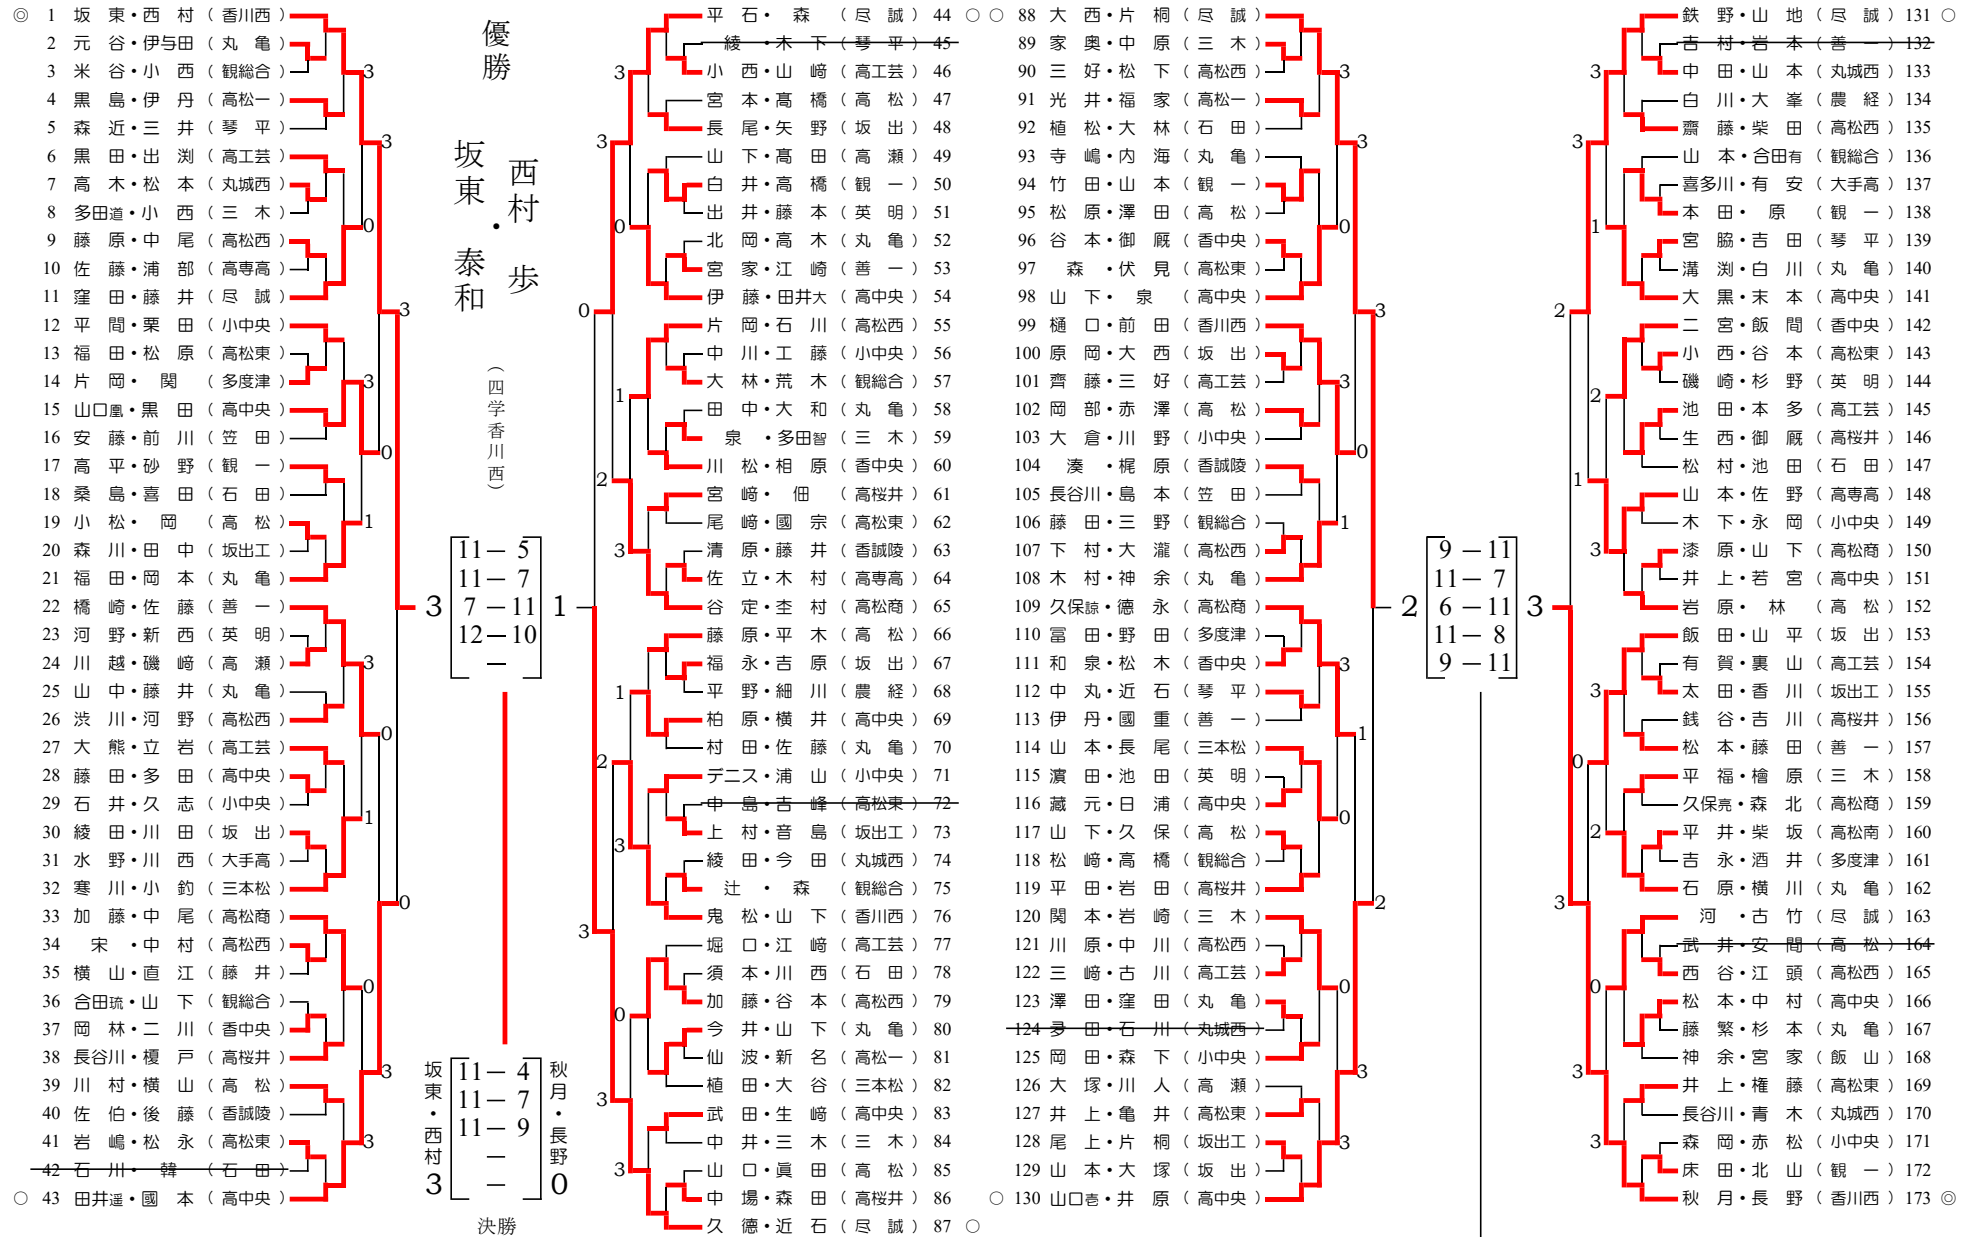 ◎ 1 坂 東・西 村 ( 香川西 )
2 元 谷・伊与田 ( 丸 亀 )
3 米 谷・小 西 ( 観総合 )
4 黒 島・伊 丹 ( 高松一 )
5 森 近・三 井 ( 琴 平 )
6 黒 田・出 渕 ( 高工芸 )
7 高 木・松 本 ( 丸城西 )
8 多田道・小 西 ( 三 木 )
9 藤 原・中 尾 ( 高松西 )
10 佐 藤・浦 部 ( 高専高 )
11 窪 田・藤 井 ( 尽 誠 )
12 平 間・栗 田 ( 小中央 )
13 福 田・松 原 ( 高松東 )
14 片 岡・ 関 ( 多度津 )
15 山口凰・黒 田 ( 高中央 )
16 安 藤・前 川 ( 笠 田 )
17 高 平・砂 野 ( 観 一 )
18 桑 島・喜 田 ( 石 田 )
19 小 松・ 岡 ( 高 松 )
20 森 川・田 中 ( 坂出工 )
21 福 田・岡 本 ( 丸 亀 )
22 橋 崎・佐 藤 ( 善 一 )
23 河 野・新 西 ( 英 明 )
24 川 越・磯 﨑 ( 高 瀬 )
25 山 中・藤 井 ( 丸 亀 )
26 渋 川・河 野 ( 高松西 )
27 大 熊・立 岩 ( 高工芸 )
28 藤 田・多 田 ( 高中央 )
29 石 井・久 志 ( 小中央 )
30 綾 田・川 田 ( 坂 出 )
31 水 野・川 西 ( 大手高 )
32 寒 川・小 釣 ( 三本松 )
33 加 藤・中 尾 ( 高松商 )
34 宋 ・中 村 ( 高松西 )
35 横 山・直 江 ( 藤 井 )
36 合田琉・山 下 ( 観総合 )
37 岡 林・二 川 ( 香中央 )
38 長谷川・榎 戸 ( 高桜井 )
39 川 村・横 山 ( 高 松 )
40 佐 伯・後 藤 ( 香誠陵 )
41 岩 嶋・松 永 ( 高松東 )
42 石 川・ 韓 ( 石 田 )
○ 43 田井遥・國 本 ( 高中央 )
3
3
0
3
3
0
1
3
3
0
1
0
0
3
3
優勝
坂東 泰和
・
西村 歩
(四学香川西)
3
11 - 5
11 - 7
7 - 11
12 - 10
-
1
坂東・西村
3
11 - 4
11 - 7
11 - 9
-
-
秋月・長野
0
決勝
平 石・ 森 ( 尽 誠 ) 44 ○
綾 ・木 下 ( 琴 平 ) 45
小 西・山 﨑 ( 高工芸 ) 46
宮 本・髙 橋 ( 高 松 ) 47
長 尾・矢 野 ( 坂 出 ) 48
山 下・髙 田 ( 高 瀬 ) 49
白 井・高 橋 ( 観 一 ) 50
出 井・藤 本 ( 英 明 ) 51
北 岡・高 木 ( 丸 亀 ) 52
宮 家・江 崎 ( 善 一 ) 53
伊 藤・田井大 ( 高中央 ) 54
片 岡・石 川 ( 高松西 ) 55
中 川・工 藤 ( 小中央 ) 56
大 林・荒 木 ( 観総合 ) 57
田 中・大 和 ( 丸 亀 ) 58
泉 ・多田智 ( 三 木 ) 59
川 松・相 原 ( 香中央 ) 60
宮 﨑・ 佃 ( 高桜井 ) 61
尾 﨑・國 宗 ( 高松東 ) 62
清 原・藤 井 ( 香誠陵 ) 63
佐 立・木 村 ( 高専高 ) 64
谷 定・杢 村 ( 高松商 ) 65
藤 原・平 木 ( 高 松 ) 66
福 永・吉 原 ( 坂 出 ) 67
平 野・細 川 ( 農 経 ) 68
柏 原・横 井 ( 高中央 ) 69
村 田・佐 藤 ( 丸 亀 ) 70
デニス・浦 山 ( 小中央 ) 71
中 島・吉 峰 ( 高松東 ) 72
上 村・音 島 ( 坂出工 ) 73
綾 田・今 田 ( 丸城西 ) 74
辻 ・ 森 ( 観総合 ) 75
鬼 松・山 下 ( 香川西 ) 76
堀 口・江 﨑 ( 高工芸 ) 77
須 本・川 西 ( 石 田 ) 78
加 藤・谷 本 ( 高松西 ) 79
今 井・山 下 ( 丸 亀 ) 80
仙 波・新 名 ( 高松一 ) 81
植 田・大 谷 ( 三本松 ) 82
武 田・生 﨑 ( 高中央 ) 83
中 井・三 木 ( 三 木 ) 84
山 口・眞 田 ( 高 松 ) 85
中 場・森 田 ( 高桜井 ) 86
久 德・近 石 ( 尽 誠 ) 87 ○
3
3
0
0
1
2
3
1
2
3
3
0
3
3
○ 88 大 西・片 桐 ( 尽 誠 )
89 家 奥・中 原 ( 三 木 )
90 三 好・松 下 ( 高松西 )
91 光 井・福 家 ( 高松一 )
92 植 松・大 林 ( 石 田 )
93 寺 嶋・内 海 ( 丸 亀 )
94 竹 田・山 本 ( 観 一 )
95 松 原・澤 田 ( 高 松 )
96 谷 本・御 厩 ( 香中央 )
97 森 ・伏 見 ( 高松東 )
98 山 下・ 泉 ( 高中央 )
99 樋 口・前 田 ( 香川西 )
100 原 岡・大 西 ( 坂 出 )
101 齊 藤・三 好 ( 高工芸 )
102 岡 部・赤 澤 ( 高 松 )
103 大 倉・川 野 ( 小中央 )
104 湊 ・梶 原 ( 香誠陵 )
105 長谷川・島 本 ( 笠 田 )
106 藤 田・三 野 ( 観総合 )
107 下 村・大 瀧 ( 高松西 )
108 木 村・神 余 ( 丸 亀 )
109 久保諒・德 永 ( 高松商 )
110 冨 田・野 田 ( 多度津 )
111 和 泉・松 木 ( 香中央 )
112 中 丸・近 石 ( 琴 平 )
113 伊 丹・國 重 ( 善 一 )
114 山 本・長 尾 ( 三本松 )
115 濵 田・池 田 ( 英 明 )
116 藏 元・日 浦 ( 高中央 )
117 山 下・久 保 ( 高 松 )
118 松 﨑・高 橋 ( 観総合 )
119 平 田・岩 田 ( 高桜井 )
120 関 本・岩 崎 ( 三 木 )
121 川 原・中 川 ( 高松西 )
122 三 﨑・古 川 ( 高工芸 )
123 澤 田・窪 田 ( 丸 亀 )
124 多 田・石 川 ( 丸城西 )
125 岡 田・森 下 ( 小中央 )
126 大 塚・川 人 ( 高 瀬 )
127 井 上・亀 井 ( 高松東 )
128 尾 上・片 桐 ( 坂出工 )
129 山 本・大 塚 ( 坂 出 )
○ 130 山口壱・井 原 ( 高中央 )
3
3
0
3
3
0
1
3
1
0
2
0
3
3
2
9 - 11
11 - 7
6 - 11
11 - 8
9 - 11
3
鉄 野・山 地 ( 尽 誠 ) 131 ○
吉 村・岩 本 ( 善 一 ) 132
中 田・山 本 ( 丸城西 ) 133
白 川・大 峯 ( 農 経 ) 134
齋 藤・柴 田 ( 高松西 ) 135
山 本・合田有 ( 観総合 ) 136
喜多川・有 安 ( 大手高 ) 137
本 田・ 原 ( 観 一 ) 138
宮 脇・吉 田 ( 琴 平 ) 139
溝 渕・白 川 ( 丸 亀 ) 140
大 黒・末 本 ( 高中央 ) 141
二 宮・飯 間 ( 香中央 ) 142
小 西・谷 本 ( 高松東 ) 143
磯 崎・杉 野 ( 英 明 ) 144
池 田・本 多 ( 高工芸 ) 145
生 西・御 厩 ( 高桜井 ) 146
松 村・池 田 ( 石 田 ) 147
山 本・佐 野 ( 高専高 ) 148
木 下・永 岡 ( 小中央 ) 149
漆 原・山 下 ( 高松商 ) 150
井 上・若 宮 ( 高中央 ) 151
岩 原・ 林 ( 高 松 ) 152
飯 田・山 平 ( 坂 出 ) 153
有 賀・裏 山 ( 高工芸 ) 154
太 田・香 川 ( 坂出工 ) 155
銭 谷・吉 川 ( 高桜井 ) 156
松 本・藤 田 ( 善 一 ) 157
平 福・檜 原 ( 三 木 ) 158
久保亮・森 北 ( 高松商 ) 159
平 井・柴 坂 ( 高松南 ) 160
吉 永・酒 井 ( 多度津 ) 161
石 原・横 川 ( 丸 亀 ) 162
河 ・古 竹 ( 尽 誠 ) 163
武 井・安 間 ( 高 松 ) 164
西 谷・江 頭 ( 高松西 ) 165
松 本・中 村 ( 高中央 ) 166
藤 繁・杉 本 ( 丸 亀 ) 167
神 余・宮 家 ( 飯 山 ) 168
井 上・権 藤 ( 高松東 ) 169
長谷川・青 木 ( 丸城西 ) 170
森 岡・赤 松 ( 小中央 ) 171
床 田・北 山 ( 観 一 ) 172
秋 月・長 野 ( 香川西 ) 173 ◎
3
3
1
2
2
1
3
3
0
2
3
0
3
3